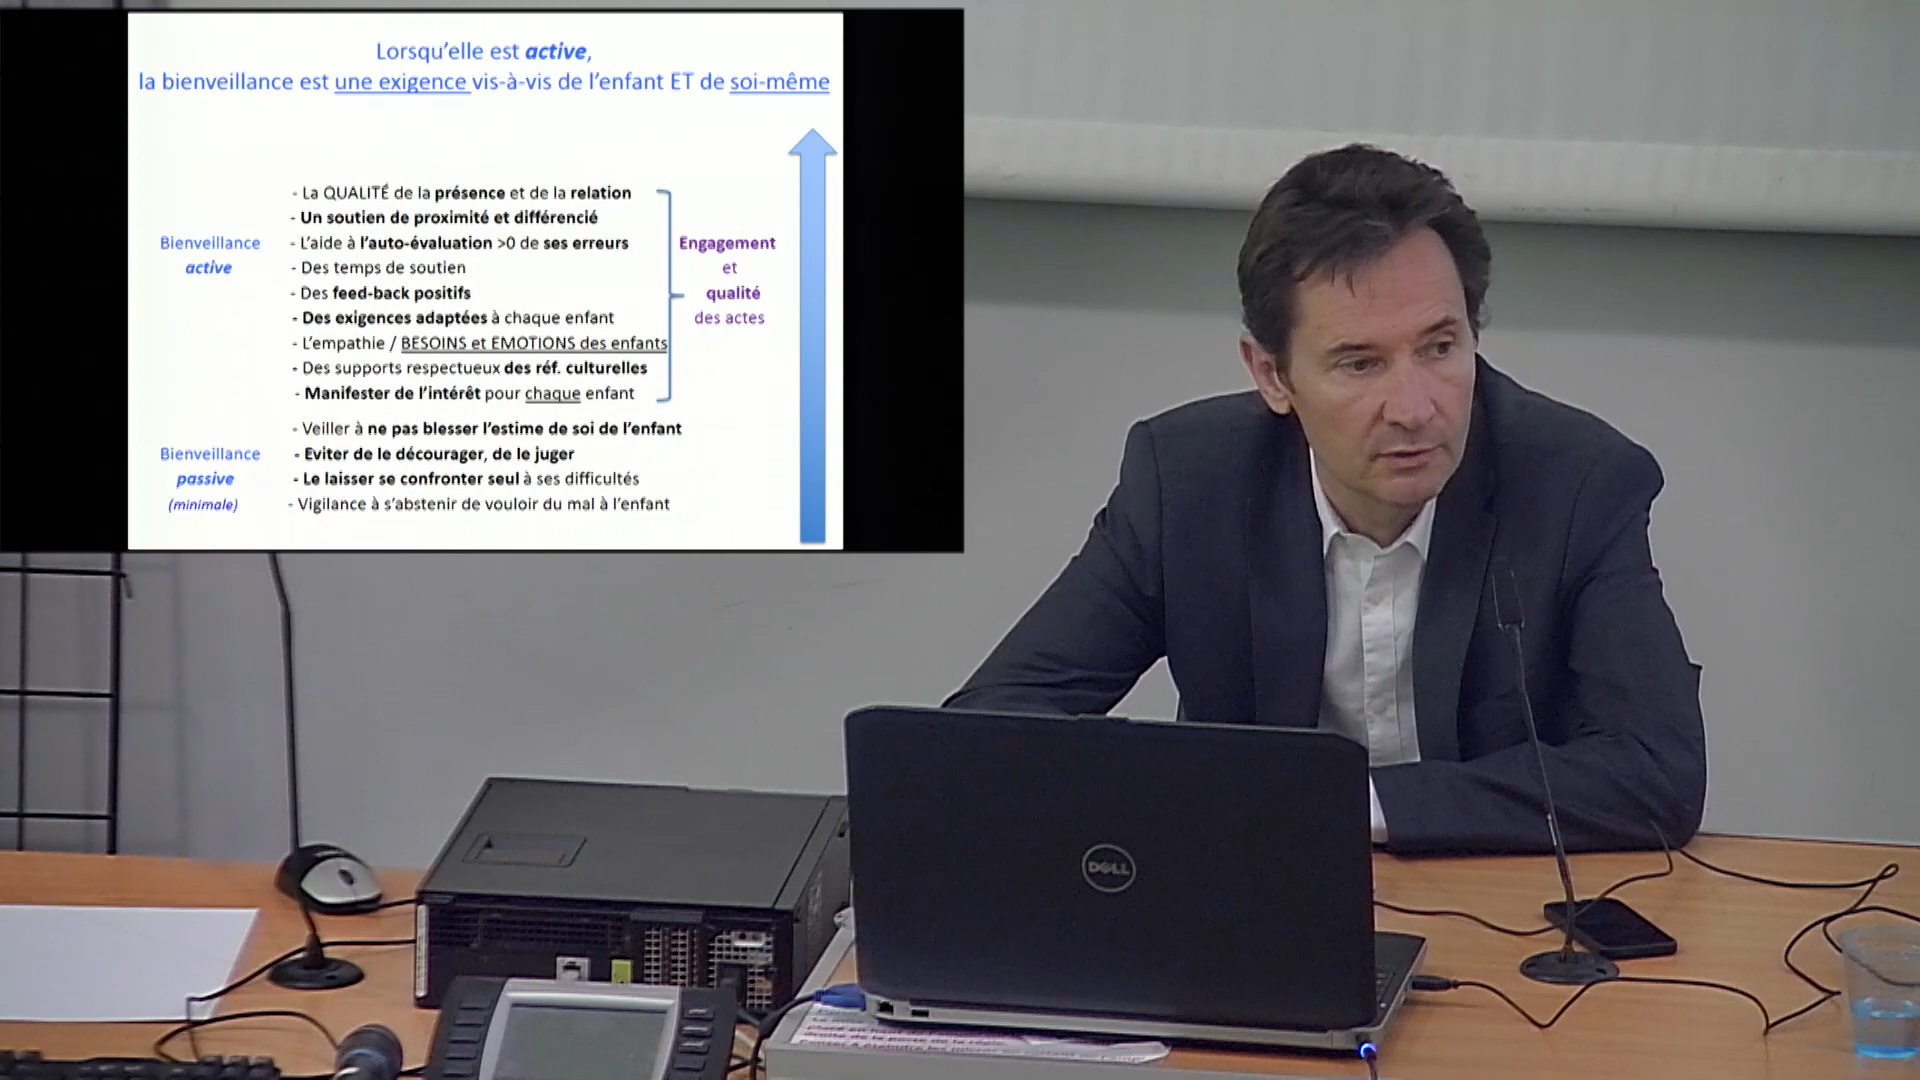 Lorsqu'elle est active,
la bienveillance est une exigence vis-à-vis de l'enfant ET de soi-même
- La QUALITÉ de la présence et de la relation
- Un soutien de proximité et différencié
- L'aide à l'auto-évaluation >0 de ses erreurs
- Des temps de soutien
- Des feed-back positifs
- Des exigences adaptées à chaque enfant
- L'empathie / BESOINS et EMOTIONS des enfants
- Des supports respectueux des réf. culturelles
- Manifester de l'intérêt pour chaque enfant
Bienveillance
active
Engagement
et
qualité
des actes
- Veiller à ne pas blesser l'estime de soi de l'enfant
- Eviter de le décourager, de le juger
- Le laisser se confronter seul à ses difficultés
- Vigilance à s'abstenir de vouloir du mal à l'enfant
Bienveillance
passive
(minimale)
DELL